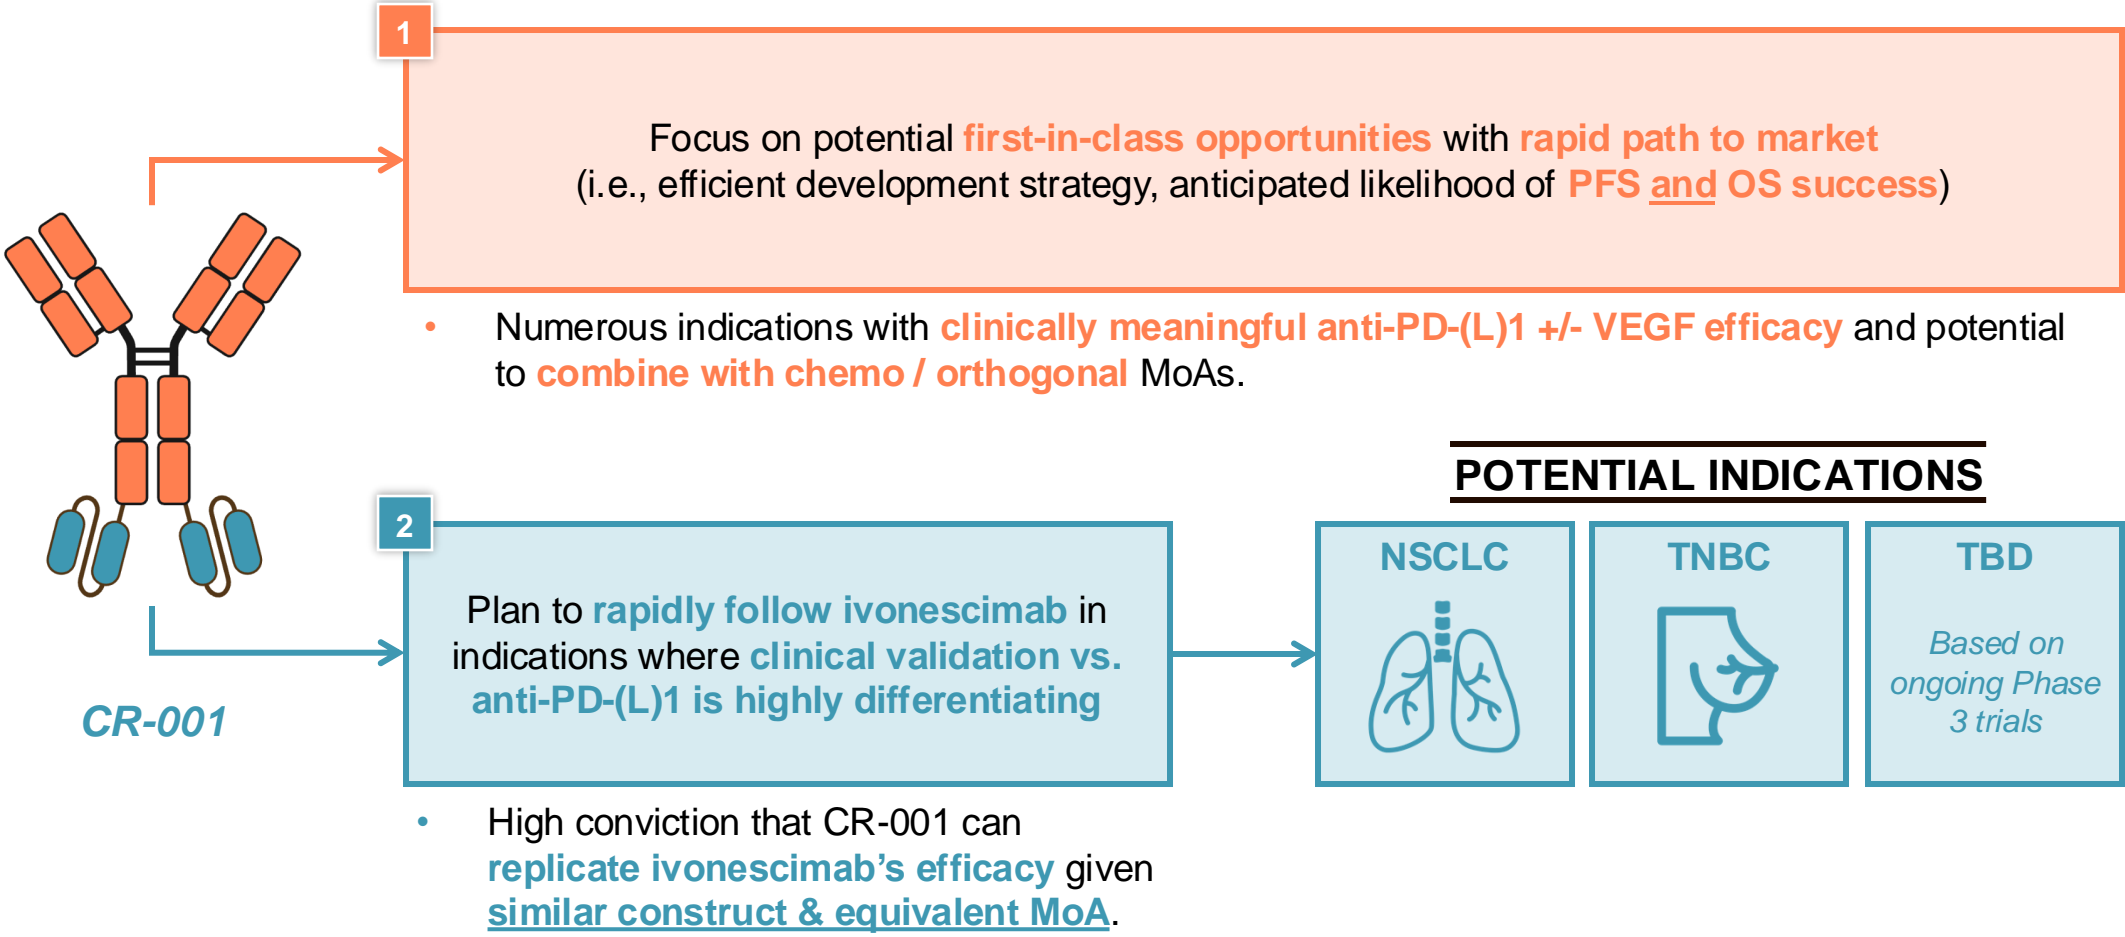 1
Focus on potential first-in-class opportunities with rapid path to market
(i.e., efficient development strategy, anticipated likelihood of PFS and OS success)
• Numerous indications with clinically meaningful anti-PD-(L)1 +/- VEGF efficacy and potential
to combine with chemo / orthogonal MoAs.
CR-001
2
Plan to rapidly follow ivonescimab in
indications where clinical validation vs.
anti-PD-(L)1 is highly differentiating
• High conviction that CR-001 can
replicate ivonescimab’s efficacy given
similar construct & equivalent MoA.
POTENTIAL INDICATIONS
NSCLC
TNBC
TBD
Based on
ongoing Phase
3 trials